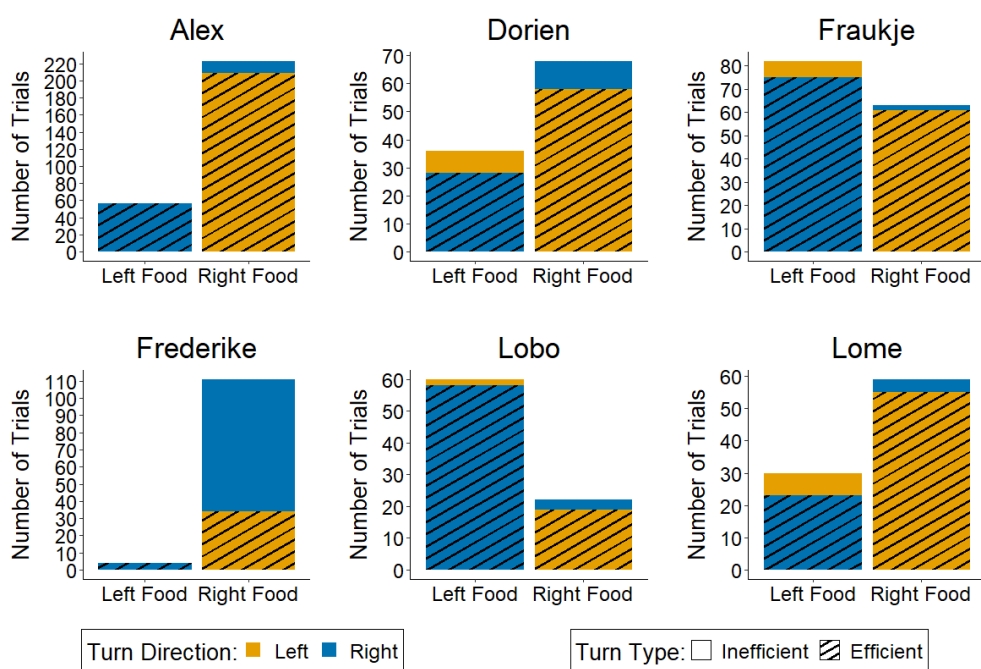 Alex
Number of Trials
220
200
180
160
140
120
100
80
60
40
20
0
Left Food Right Food
Dorien
Number of Trials
70
60
50
40
30
20
10
0
Left Food Right Food
Fraukje
Number of Trials
80
70
60
50
40
30
20
10
0
Left Food Right Food
Frederike
Number of Trials
110
100
90
80
70
60
50
40
30
20
10
0
Left Food Right Food
Lobo
Number of Trials
60
50
40
30
20
10
0
Left Food Right Food
Lome
Number of Trials
60
50
40
30
20
10
0
Left Food Right Food
Turn Direction: Left Right
Turn Type: Inefficient Efficient